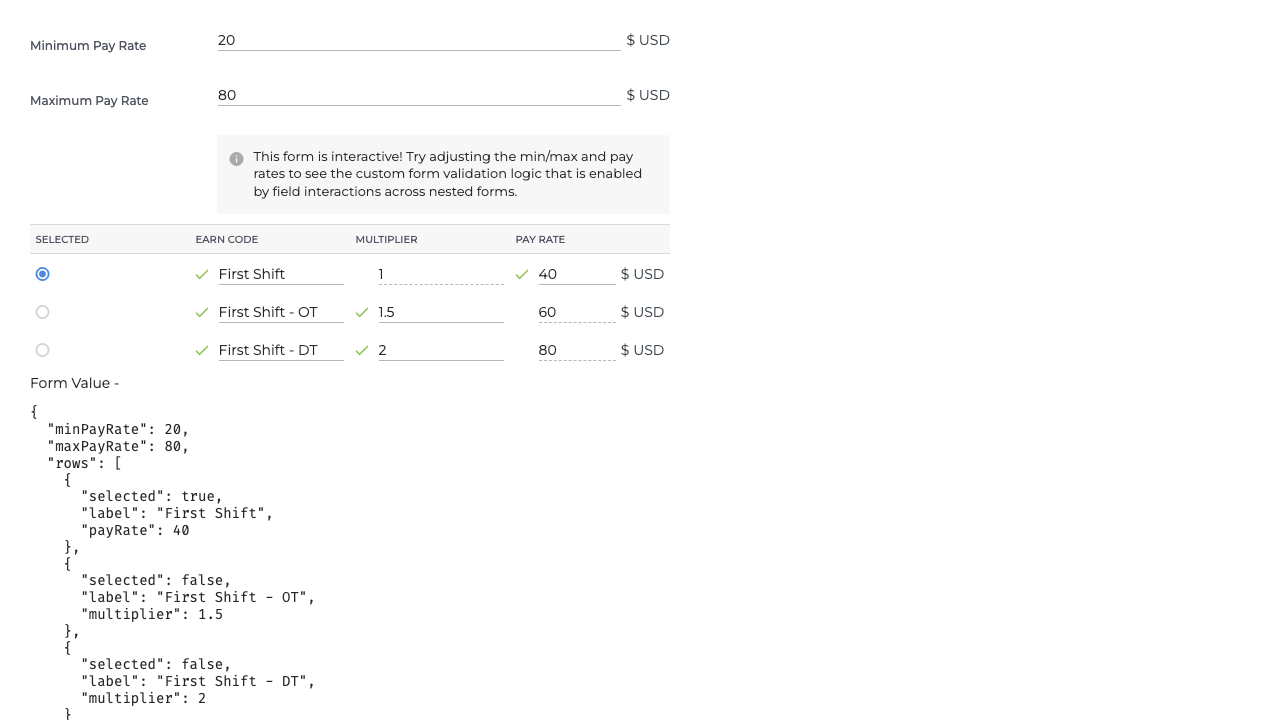 Minimum Pay Rate 20 $ USD
Maximum Pay Rate 80 $ USD
This form is interactive! Try adjusting the min/max and pay
rates to see the custom form validation logic that is enabled
by field interactions across nested forms.
SELECTED EARN CODE MULTIPLIER PAY RATE
First Shift 1 40 $ USD
First Shift - OT 1.5 60 $ USD
First Shift - DT 2 80 $ USD
Form Value -
{
  "minPayRate": 20,
  "maxPayRate": 80,
  "rows": [
    {
      "selected": true,
      "label": "First Shift",
      "payRate": 40
    },
    {
      "selected": false,
      "label": "First Shift - OT",
      "multiplier": 1.5
    },
    {
      "selected": false,
      "label": "First Shift - DT",
      "multiplier": 2
    }